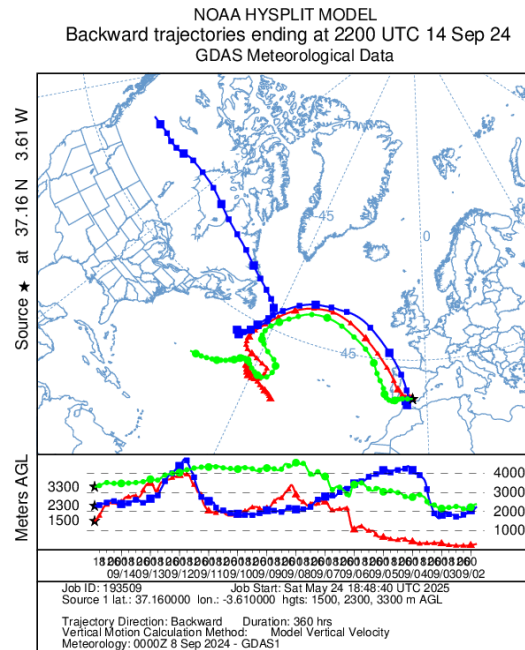 NOAA HYSPLIT MODEL
Backward trajectories ending at 2200 UTC 14 Sep 24
GDAS Meteorological Data
Source ★ at 37.16 N 3.61 W
-45
0
45
-45
Meters AGL
3300
2300
1500
4000
3000
2000
1000
09/14 09/13 09/12 09/11 09/10 09/09 09/08 09/07 09/06 09/05 09/04 09/03 09/02
Job ID: 193509 Job Start: Sat May 24 18:48:40 UTC 2025
Source 1 lat.: 37.160000 lon.: -3.610000 hgts: 1500, 2300, 3300 m AGL
Trajectory Direction: Backward Duration: 360 hrs
Vertical Motion Calculation Method: Model Vertical Velocity
Meteorology: 0000Z 8 Sep 2024 - GDAS1